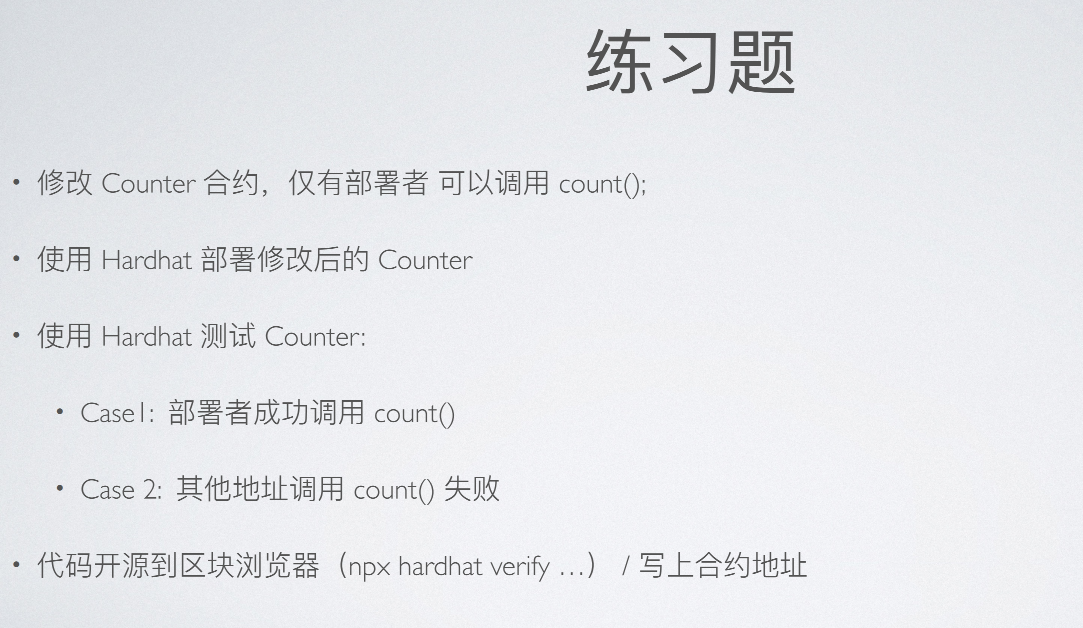 练习题
• 修改 Counter 合约，仅有部署者 可以调用 count();
• 使用 Hardhat 部署修改后的 Counter
• 使用 Hardhat 测试 Counter:
• Case1: 部署者成功调用 count()
• Case 2: 其他地址调用 count() 失败
• 代码开源到区块浏览器（npx hardhat verify …） / 写上合约地址